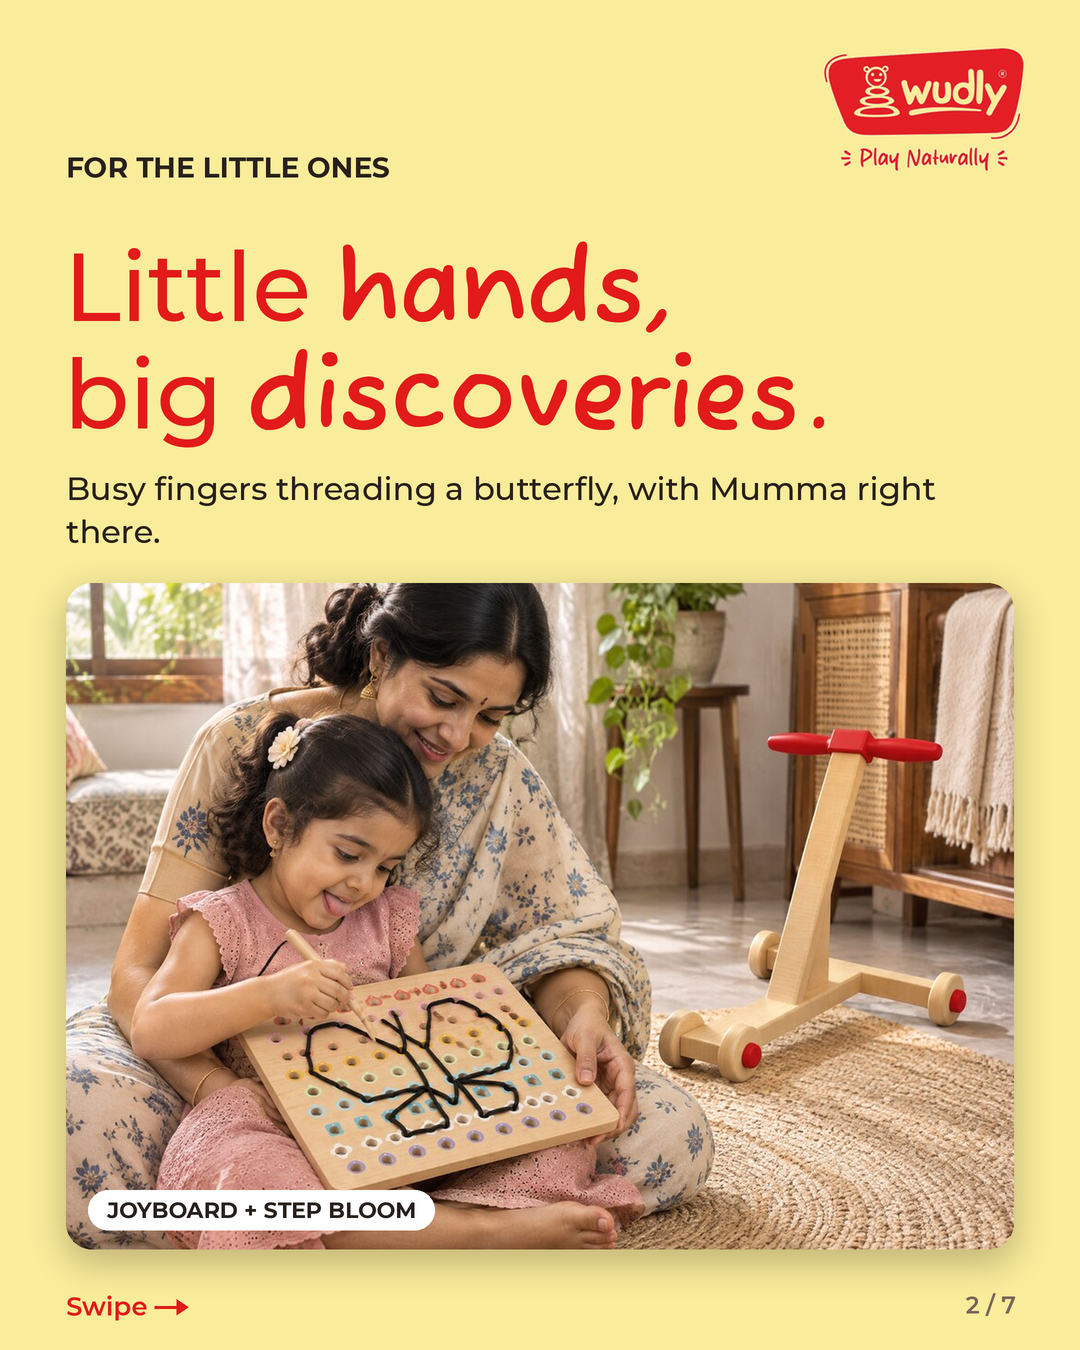 wudly®
Play Naturally
FOR THE LITTLE ONES
Little hands,
big discoveries.
Busy fingers threading a butterfly, with Mumma right
there.
JOYBOARD + STEP BLOOM
Swipe →
2 / 7